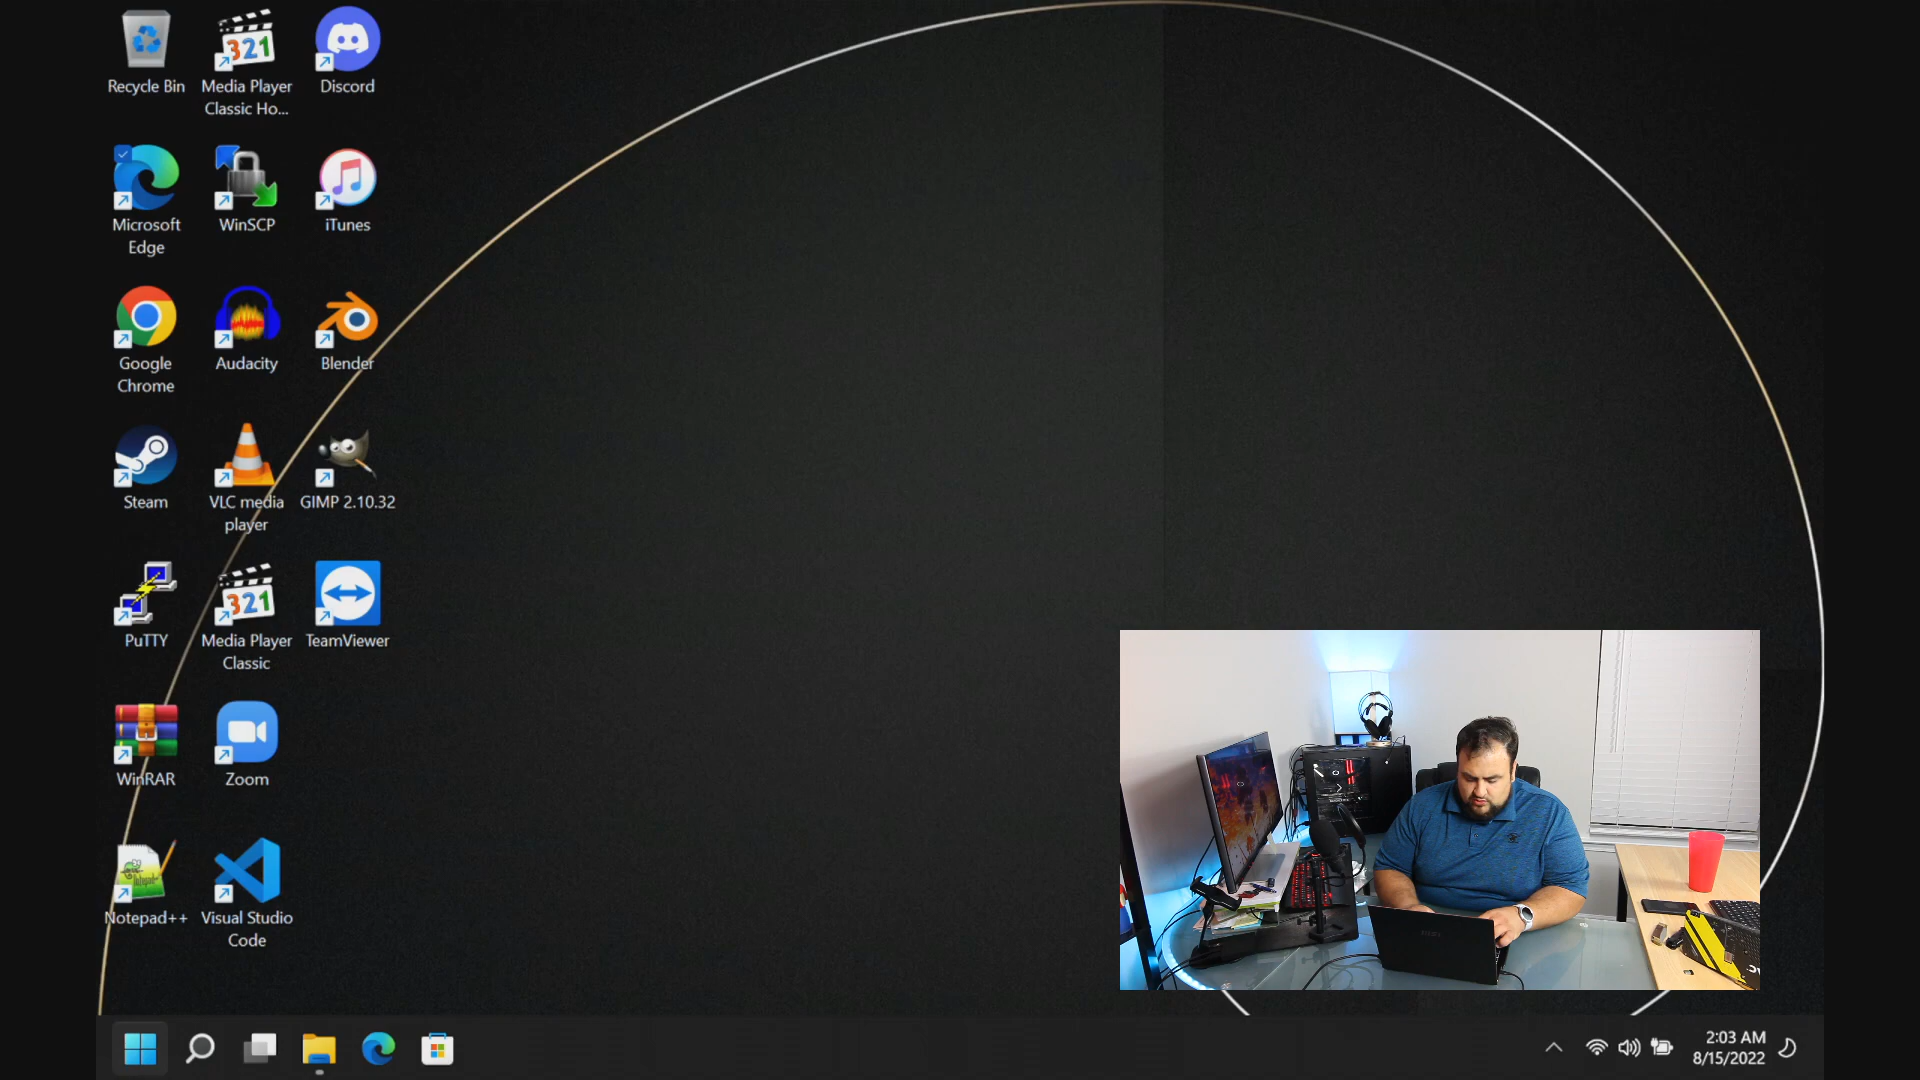 Recycle Bin
Media Player
Classic Ho...
Discord
Microsoft
Edge
WinSCP
iTunes
Google
Chrome
Audacity
Blender
Steam
VLC media
player
GIMP 2.10.32
PuTTY
Media Player
Classic
TeamViewer
WinRAR
Zoom
Notepad++
Visual Studio
Code
321
321
2:03 AM
8/15/2022